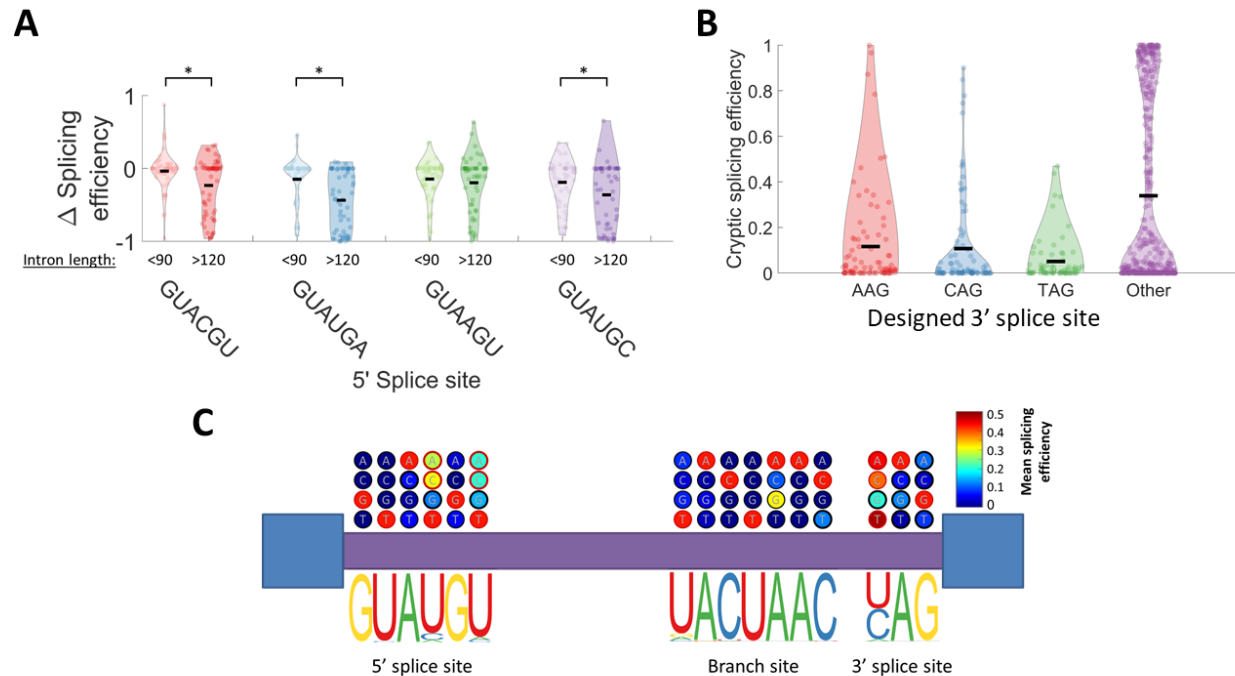 A
B
*
*
*
1
0
-1
Δ Splicing
efficiency
Intron length:
<90
>120
<90
>120
<90
>120
<90
>120
GUACGU
GUAUGA
GUAAGU
GUAUGC
5' Splice site
1
0.8
0.6
0.4
0.2
0
Cryptic splicing efficiency
AAG
CAG
TAG
Other
Designed 3' splice site
C
A A A A A A
C C C C C C
G G G G G G
T T T T T T
A A A A A A A
C C C C C C C
G G G G G G G
T T T T T T T
A A A
C C C
G G G
T T T
0.5
0.4
0.3
0.2
0.1
0
Mean splicing
efficiency
GUAUGU
UACUAAC
U
CAG
5' splice site
Branch site
3' splice site